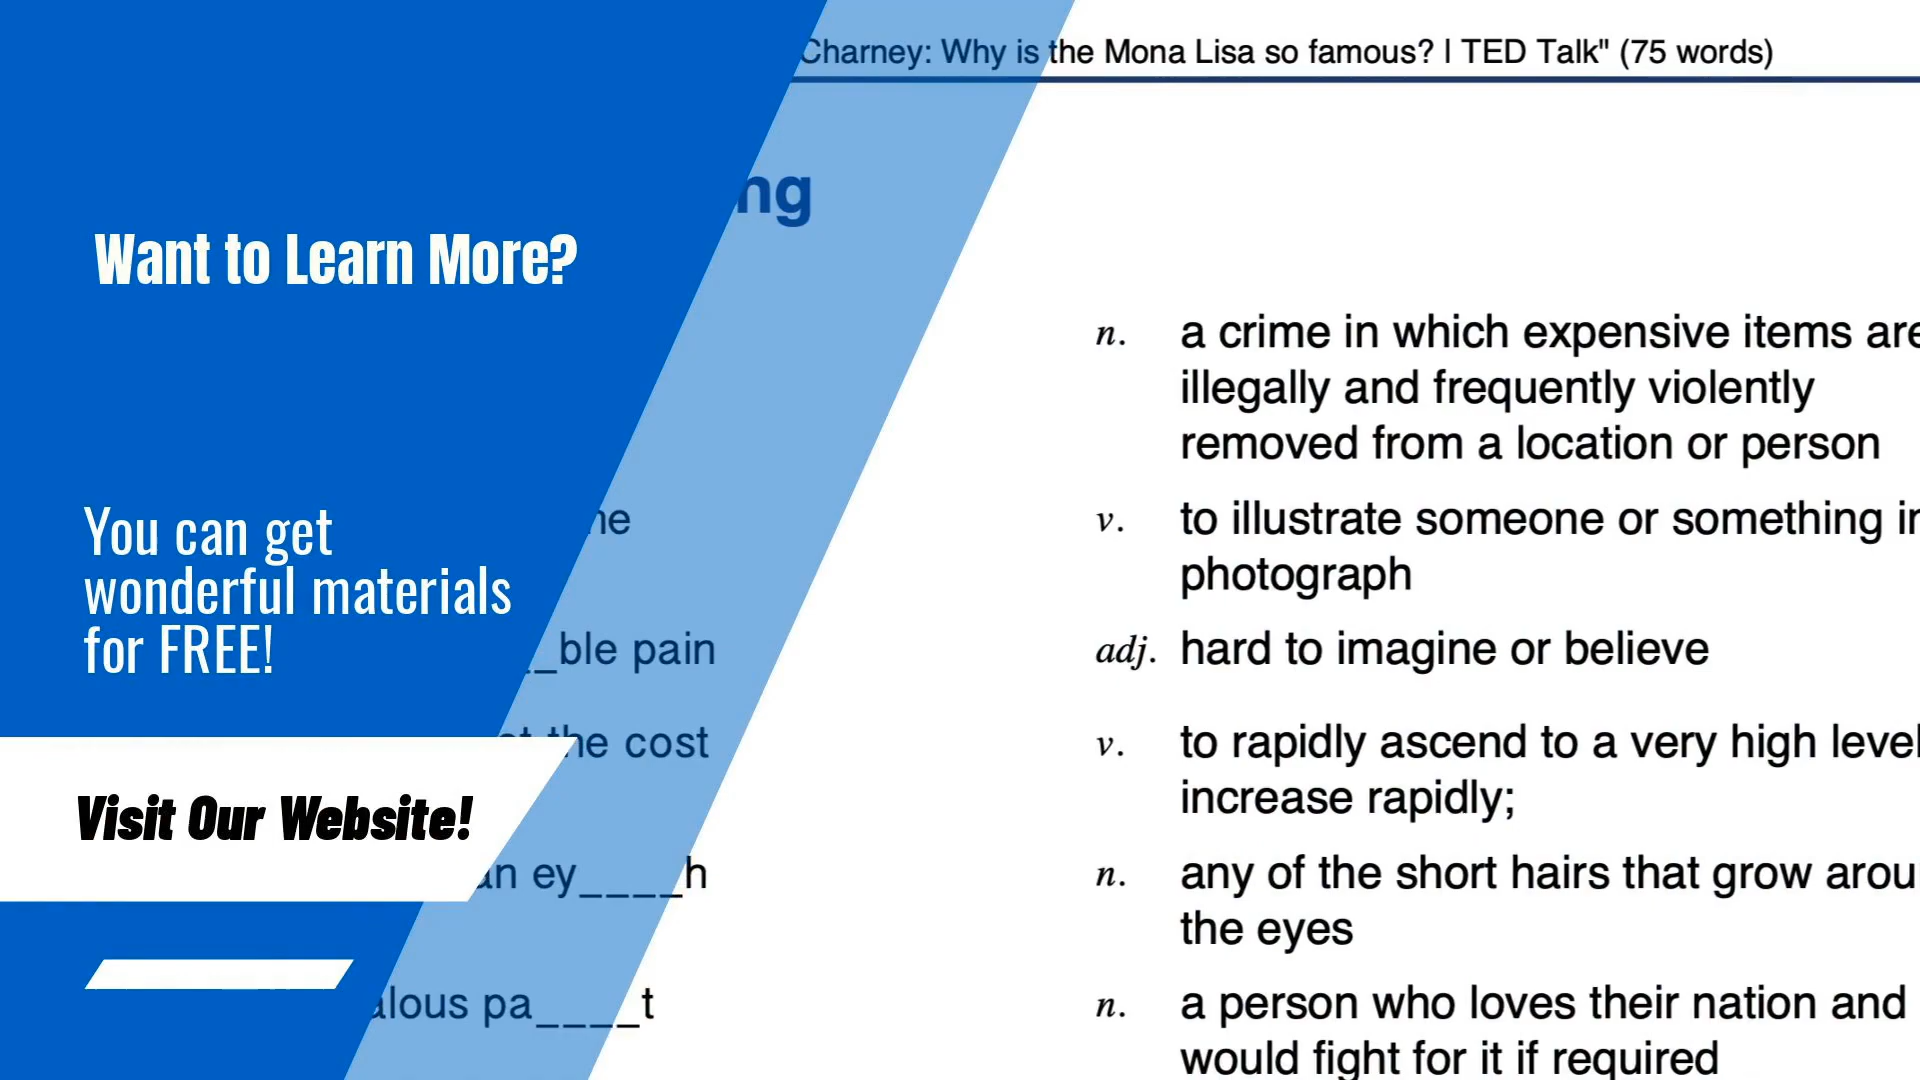 Charney: Why is the Mona Lisa so famous? | TED Talk" (75 words)
Want to Learn More?
You can get
wonderful materials
for FREE!
Visit Our Website!
n. a crime in which expensive items are
illegally and frequently violently
removed from a location or person
v. to illustrate someone or something in
photograph
_ble pain
adj. hard to imagine or believe
the cost
v. to rapidly ascend to a very high level
increase rapidly;
an ey____h
n. any of the short hairs that grow
the eyes
pa____t
n. a person who loves their nation and
would fight for it if required